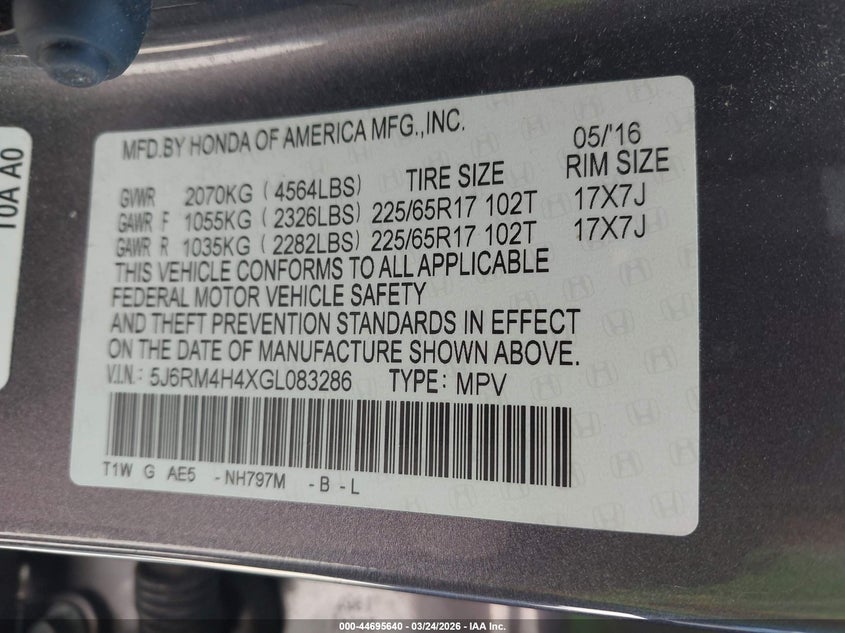 MFD.BY HONDA OF AMERICA MFG.,INC. 05/'16
TIRE SIZE RIM SIZE
GVWR 2070KG (4564LBS)
GAWR F 1055KG (2326LBS) 225/65R17 102T 17X7J
GAWR R 1035KG (2282LBS) 225/65R17 102T 17X7J
THIS VEHICLE CONFORMS TO ALL APPLICABLE
FEDERAL MOTOR VEHICLE SAFETY
AND THEFT PREVENTION STANDARDS IN EFFECT
ON THE DATE OF MANUFACTURE SHOWN ABOVE.
V.I.N.: 5J6RM4H4XGL083286 TYPE: MPV
T1W G AE5 -NH797M -B -L
10A A0
000-44695640 - 03/24/2026 - IAA Inc.